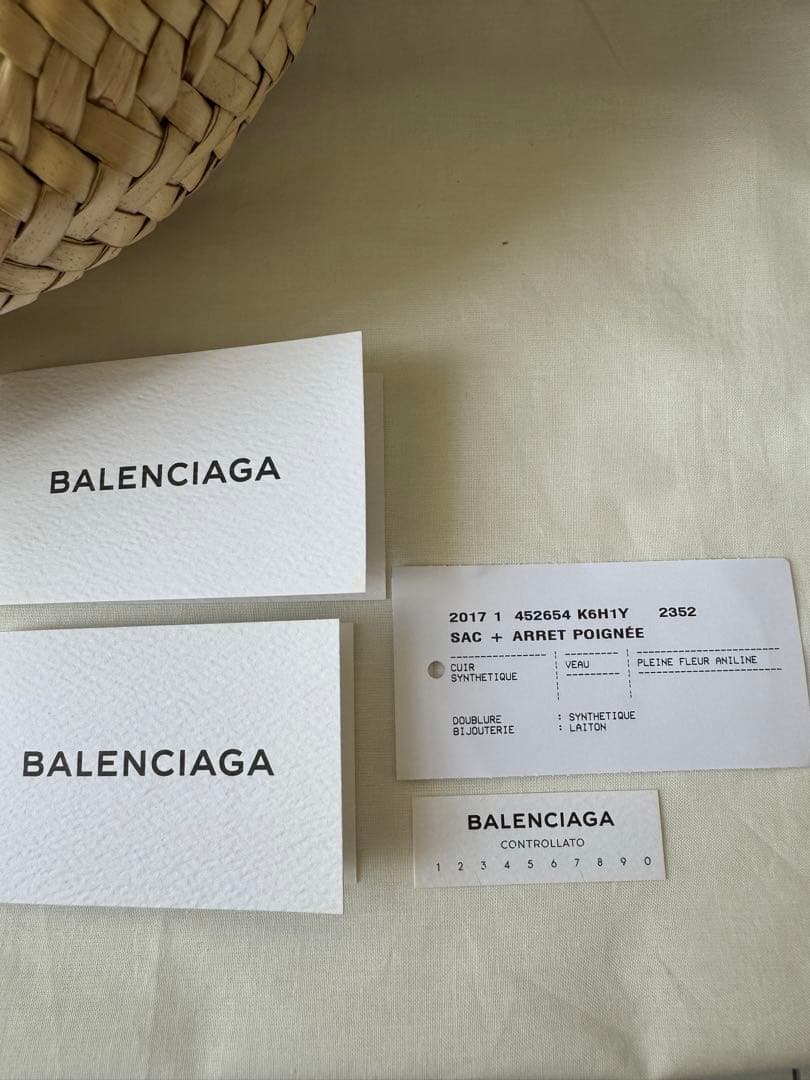 BALENCIAGA
BALENCIAGA
2017 1 452654 K6H1Y 2352
SAC + ARRET POIGNÉE
CUIR VEAU PLEINE FLEUR ANILINE
SYNTHETIQUE
DOUBLURE : SYNTHETIQUE
BIJOUTERIE : LAITON
BALENCIAGA
CONTROLLATO
1 2 3 4 5 6 7 8 9 0